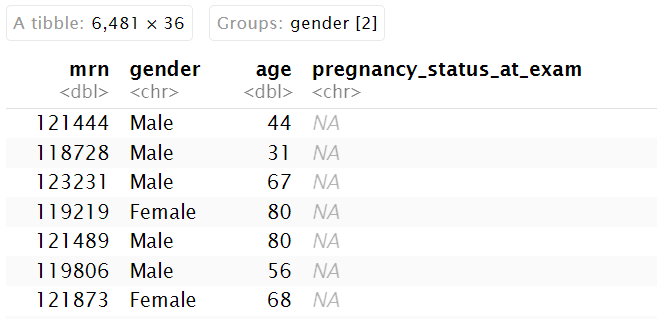 A tibble: 6,481 × 36 Groups: gender [2]
mrn gender age pregnancy_status_at_exam
<dbl> <chr> <dbl> <chr>
121444 Male 44 NA
118728 Male 31 NA
123231 Male 67 NA
119219 Female 80 NA
121489 Male 80 NA
119806 Male 56 NA
121873 Female 68 NA